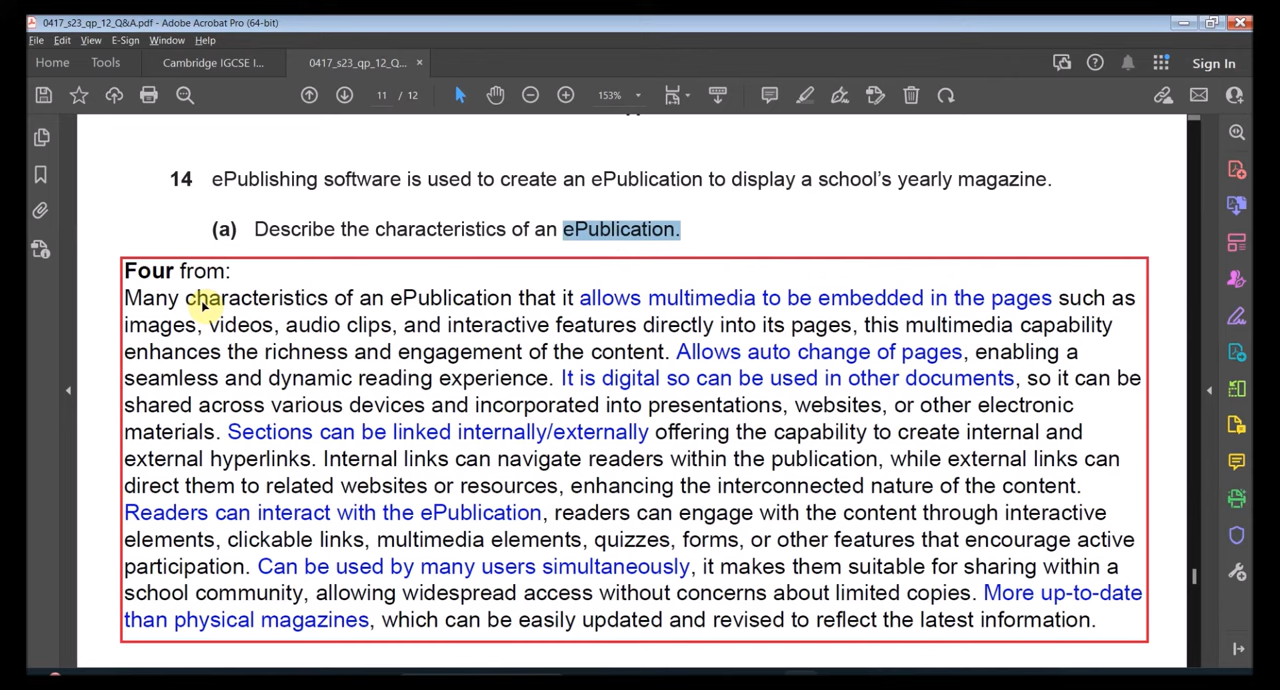 0417_s23_qp_12_Q&A.pdf - Adobe Acrobat Pro (64-bit)
File Edit View E-Sign Window Help
Home Tools Cambridge IGCSE I... 0417_s23_qp_12_Q... × Sign In
11 / 12 153%
14 ePublishing software is used to create an ePublication to display a school's yearly magazine.
(a) Describe the characteristics of an ePublication.
Four from:
Many characteristics of an ePublication that it allows multimedia to be embedded in the pages such as
images, videos, audio clips, and interactive features directly into its pages, this multimedia capability
enhances the richness and engagement of the content. Allows auto change of pages, enabling a
seamless and dynamic reading experience. It is digital so can be used in other documents, so it can be
shared across various devices and incorporated into presentations, websites, or other electronic
materials. Sections can be linked internally/externally offering the capability to create internal and
external hyperlinks. Internal links can navigate readers within the publication, while external links can
direct them to related websites or resources, enhancing the interconnected nature of the content.
Readers can interact with the ePublication, readers can engage with the content through interactive
elements, clickable links, multimedia elements, quizzes, forms, or other features that encourage active
participation. Can be used by many users simultaneously, it makes them suitable for sharing within a
school community, allowing widespread access without concerns about limited copies. More up-to-date
than physical magazines, which can be easily updated and revised to reflect the latest information.